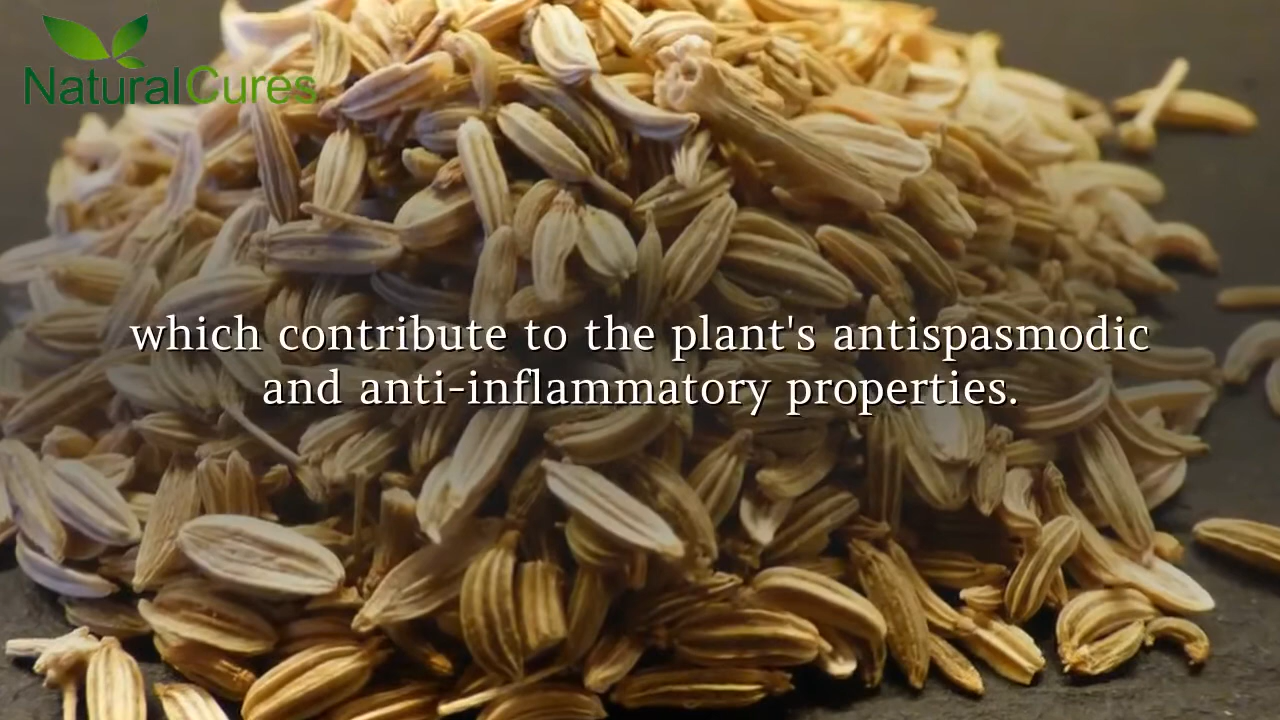 NaturalCures
which contribute to the plant's antispasmodic
and anti-inflammatory properties.